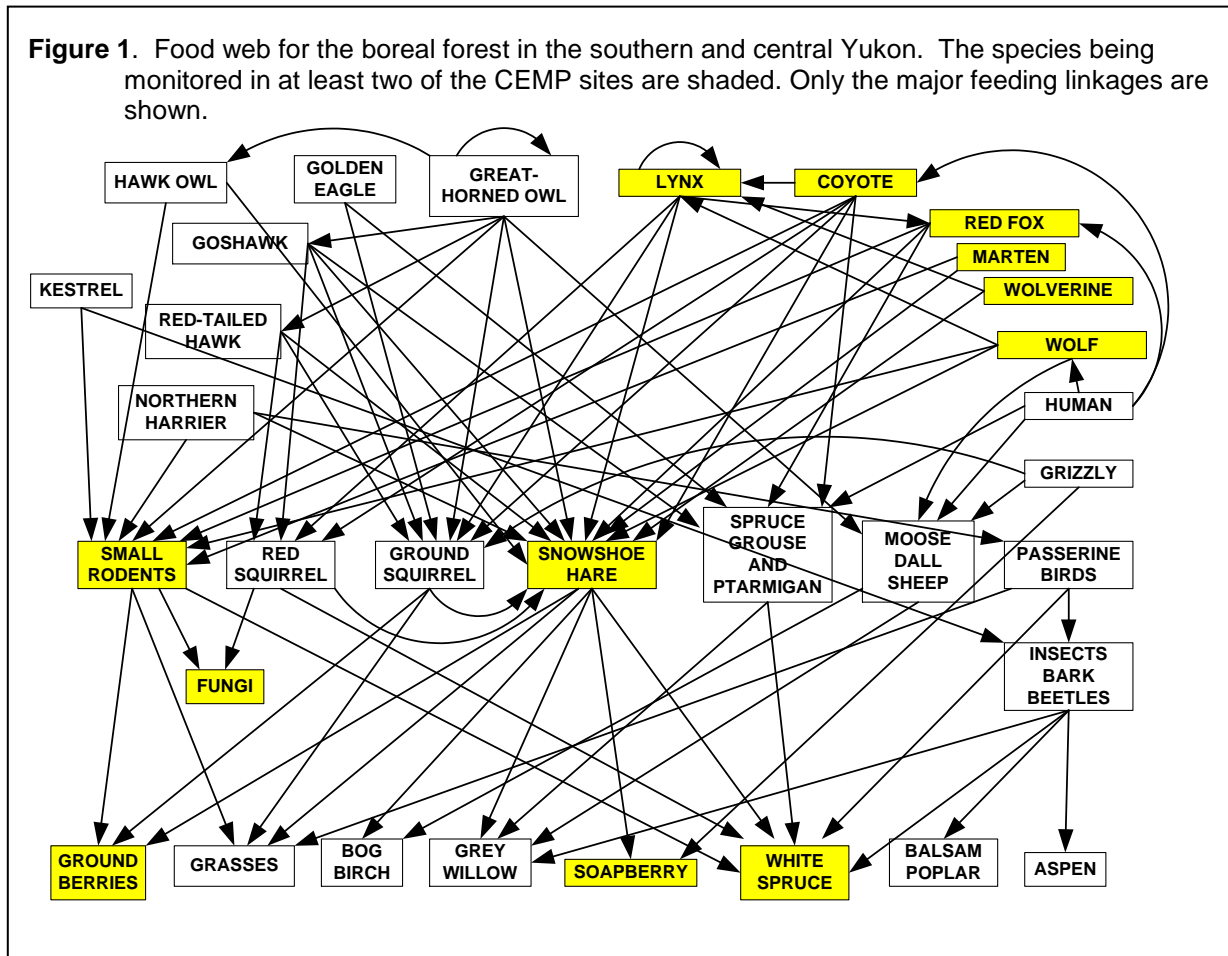 Figure 1. Food web for the boreal forest in the southern and central Yukon. The species being
monitored in at least two of the CEMP sites are shaded. Only the major feeding linkages are
shown.
HAWK OWL
GOLDEN
EAGLE
GREAT-
HORNED OWL
LYNX
COYOTE
RED FOX
GOSHAWK
MARTEN
KESTREL
WOLVERINE
RED-TAILED
HAWK
WOLF
NORTHERN
HARRIER
HUMAN
GRIZZLY
SMALL
RODENTS
RED
SQUIRREL
GROUND
SQUIRREL
SNOWSHOE
HARE
SPRUCE
GROUSE
AND
PTARMIGAN
MOOSE
DALL
SHEEP
PASSERINE
BIRDS
FUNGI
INSECTS
BARK
BEETLES
GROUND
BERRIES
GRASSES
BOG
BIRCH
GREY
WILLOW
SOAPBERRY
WHITE
SPRUCE
BALSAM
POPLAR
ASPEN